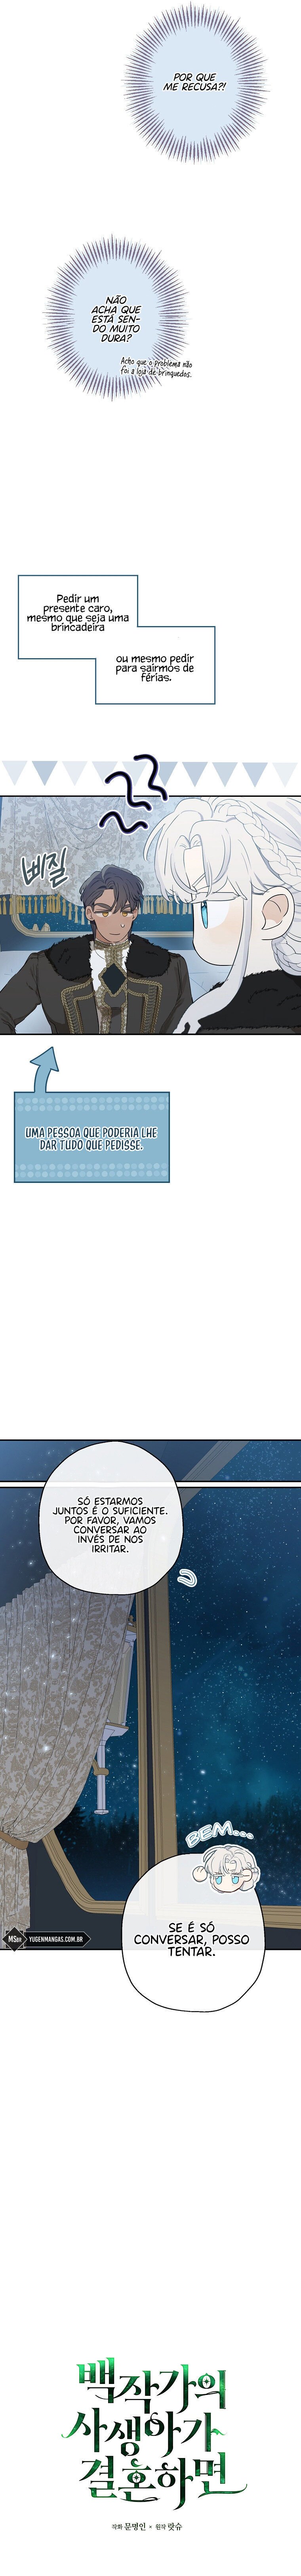 POR QUE
ME RECUSA?!
NÃO
ACHA QUE
ESTÁ SEN-
DO MUITO
DURA?
Acho que o problema não
foi a loja de brinquedos.
Pedir um
presente caro,
mesmo que seja uma
brincadeira
ou mesmo pedir
para sairmos de
férias.
삐질
UMA PESSOA QUE PODERIA LHE
DAR TUDO QUE PEDISSE.
SÓ ESTARMOS
JUNTOS É O SUFICIENTE.
POR FAVOR, VAMOS
CONVERSAR AO
INVÉS DE NOS
IRRITAR.
BEM...
SE É SÓ
CONVERSAR, POSSO
TENTAR.
MSBR YUGENMANGAS.COM.BR
백작가의
사생아가
결혼하면
작화 문명인 • 원작 랏슈